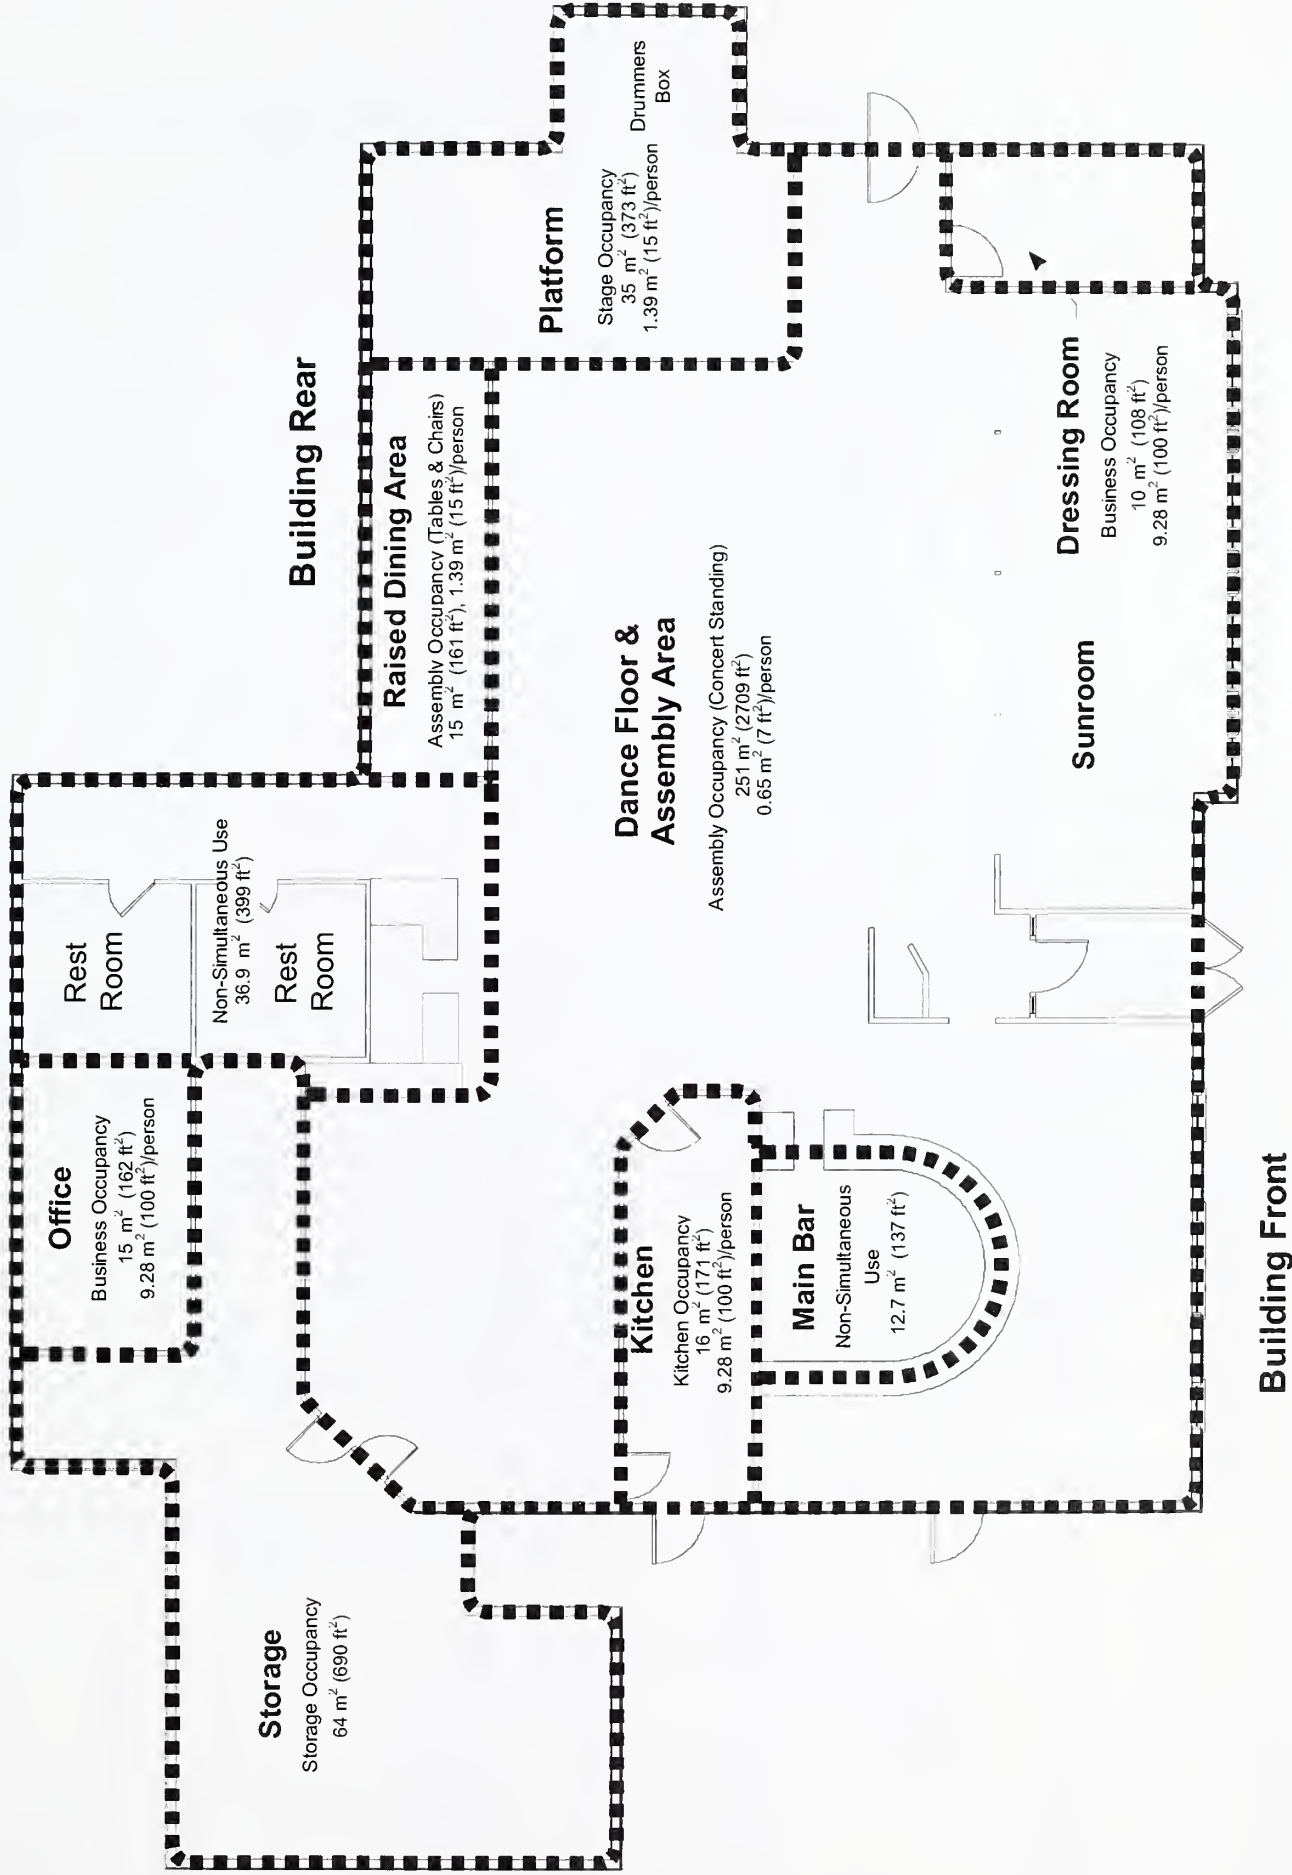 Building Rear
Rest
Room
Non-Simultaneous Use
36.9 m² (399 ft²)
Rest
Room
Office
Business Occupancy
15 m² (162 ft²)
9.28 m² (100 ft²)/person
Storage
Storage Occupancy
64 m² (690 ft²)
Raised Dining Area
Assembly Occupancy (Tables & Chairs)
15 m² (161 ft²), 1.39 m² (15 ft²)/person
Platform
Stage Occupancy
35 m² (373 ft²)
1.39 m² (15 ft²)/person
Drummers
Box
Dance Floor &
Assembly Area
Assembly Occupancy (Concert Standing)
251 m² (2709 ft²)
0.65 m² (7 ft²)/person
Kitchen
Kitchen Occupancy
16 m² (171 ft²)
9.28 m² (100 ft²)/person
Main Bar
Non-Simultaneous
Use
12.7 m² (137 ft²)
Sunroom
Dressing Room
Business Occupancy
10 m² (108 ft²)
9.28 m² (100 ft²)/person
Building Front